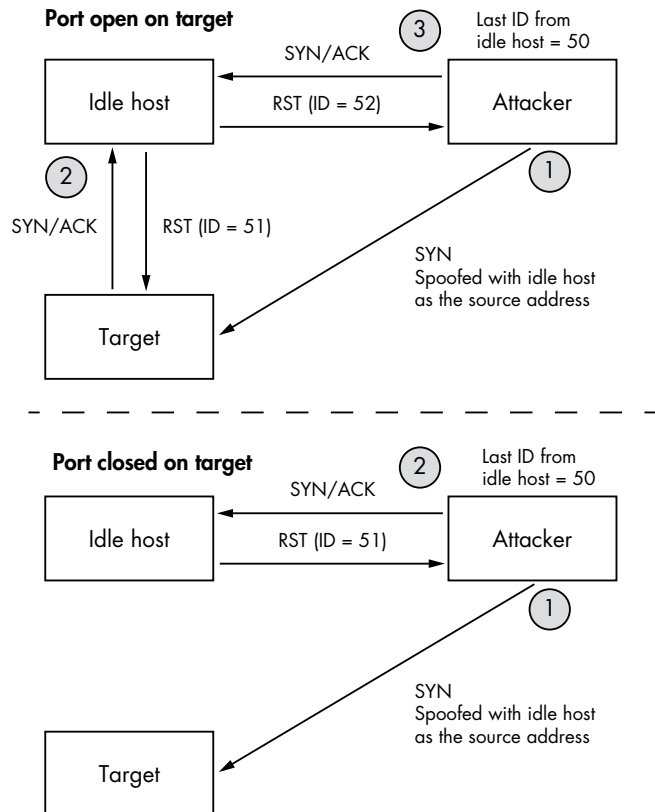 Port open on target
3
Last ID from
idle host = 50
SYN/ACK
Idle host
RST (ID = 52)
Attacker
2
1
SYN/ACK
RST (ID = 51)
SYN
Spoofed with idle host
as the source address
Target
Port closed on target
2
Last ID from
idle host = 50
SYN/ACK
Idle host
RST (ID = 51)
Attacker
1
SYN
Spoofed with idle host
as the source address
Target